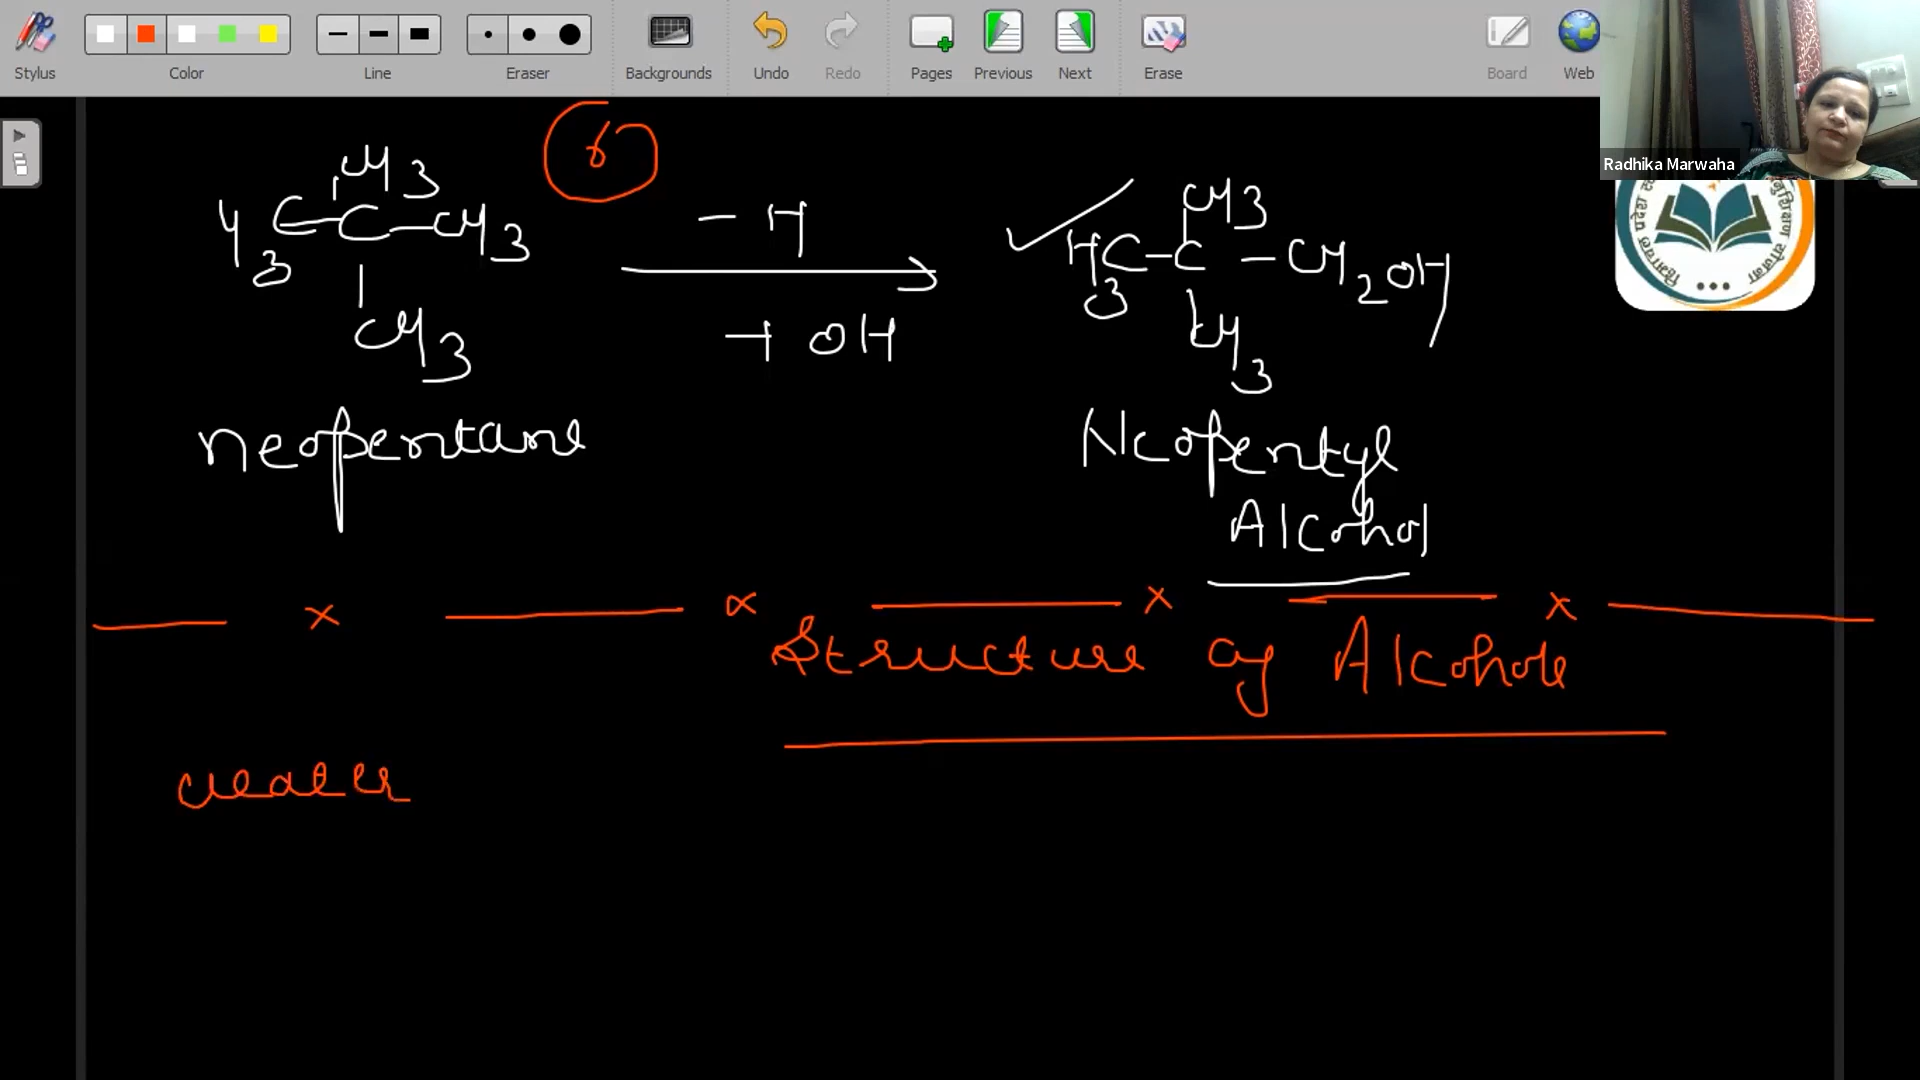 Stylus
Color
Line
Eraser
Backgrounds
Undo
Redo
Pages
Previous
Next
Erase
Board
Web
Radhika Marwaha
6
CH3
H3C-C-CH3
CH3
neopentane
- H
+ OH
CH3
H3C-C-CH2OH
CH3
Neopentyl
Alcohol
x x x x
Structure of Alcohols
water